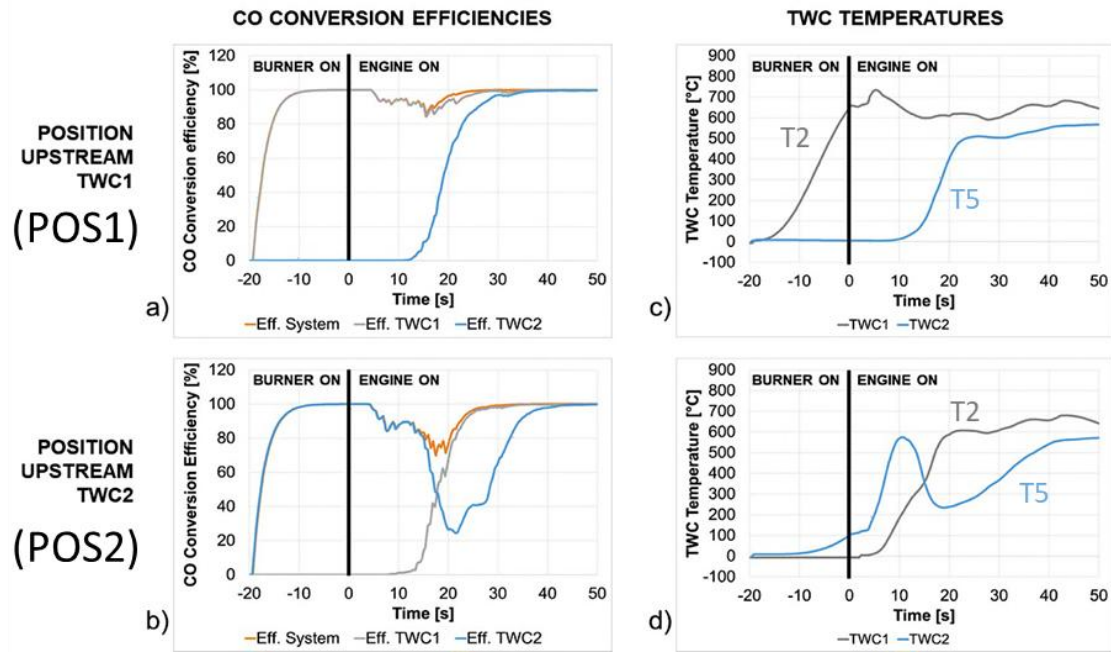 CO CONVERSION EFFICIENCIES
TWC TEMPERATURES
POSITION
UPSTREAM
TWC1
(POS1)
a)
CO Conversion efficiency [%]
120
100
80
60
40
20
0
BURNER ON
ENGINE ON
-20 -10 0 10 20 30 40 50
Time [s]
Eff. System Eff. TWC1 Eff. TWC2
c)
TWC Temperature [°C]
900
800
700
600
500
400
300
200
100
0
-100
BURNER ON
ENGINE ON
T2
T5
-20 -10 0 10 20 30 40 50
Time [s]
TWC1 TWC2
POSITION
UPSTREAM
TWC2
(POS2)
b)
CO Conversion Efficiency [%]
120
100
80
60
40
20
0
BURNER ON
ENGINE ON
-20 -10 0 10 20 30 40 50
Time [s]
Eff. System Eff. TWC1 Eff. TWC2
d)
TWC Temperature [°C]
900
800
700
600
500
400
300
200
100
0
-100
BURNER ON
ENGINE ON
T2
T5
-20 -10 0 10 20 30 40 50
Time [s]
TWC1 TWC2